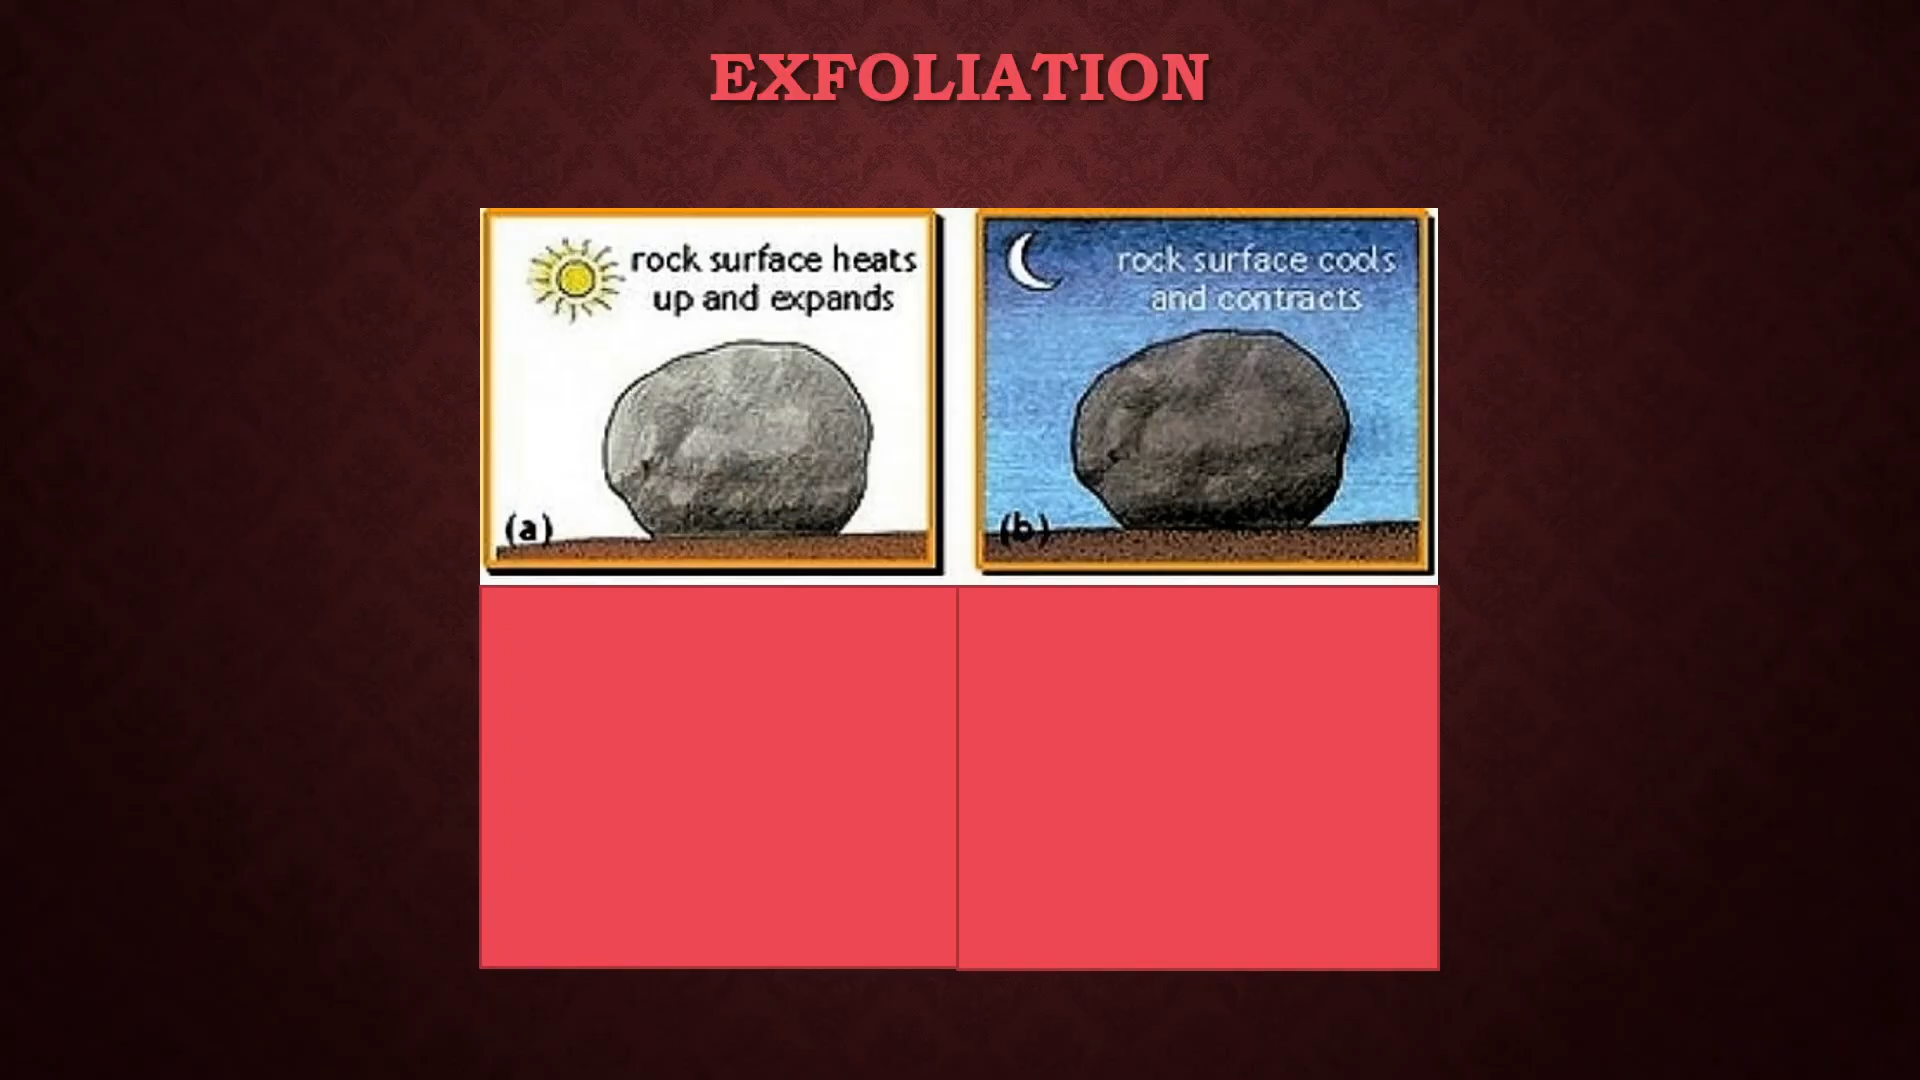 EXFOLIATION
rock surface heats
up and expands
(a)
rock surface cools
and contracts
(b)